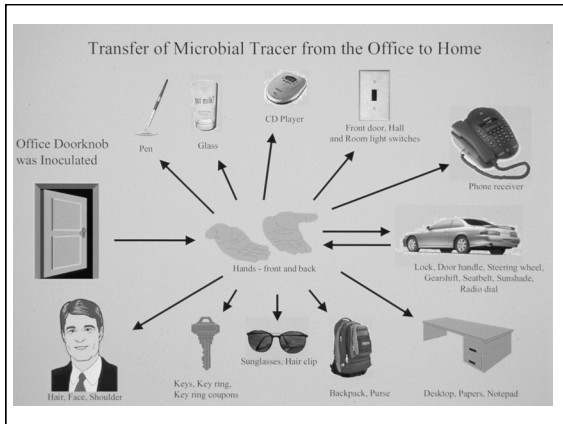 Transfer of Microbial Tracer from the Office to Home
Office Doorknob
was Inoculated
Pen
got milk?
Glass
CD Player
Front door, Hall
and Room light switches
Phone receiver
Hands - front and back
Lock, Door handle, Steering wheel,
Gearshift, Seatbelt, Sunshade,
Radio dial
Hair, Face, Shoulder
Keys, Key ring,
Key ring coupons
Sunglasses, Hair clip
Backpack, Purse
Desktop, Papers, Notepad